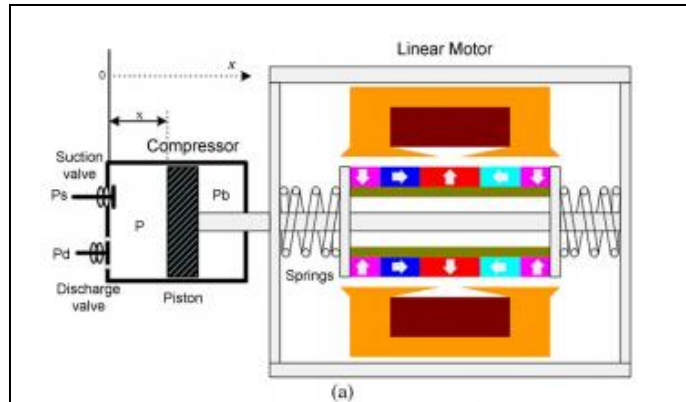 Linear Motor
0
x
x
Compressor
Suction
valve
Ps
Pb
P
Pd
Springs
Discharge
valve
Piston
(a)